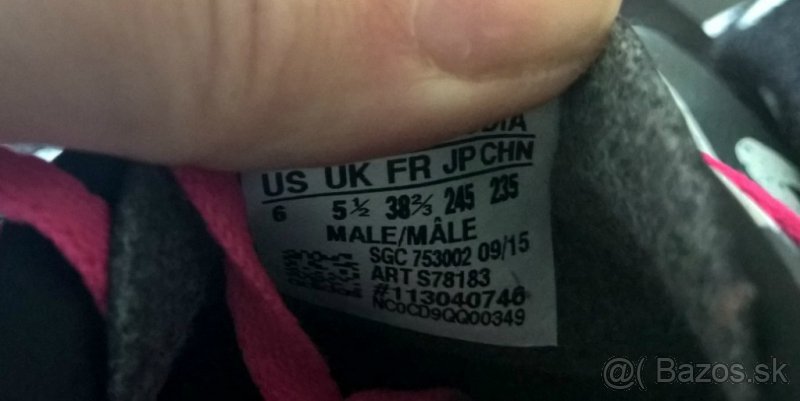 US UK FR JP CHN
6 5½ 38⅔ 245 235
MALE/MÂLE
SGC 753002 09/15
ART S78183
#113040746
NC0CD9QQ00349
@( Bazos.sk